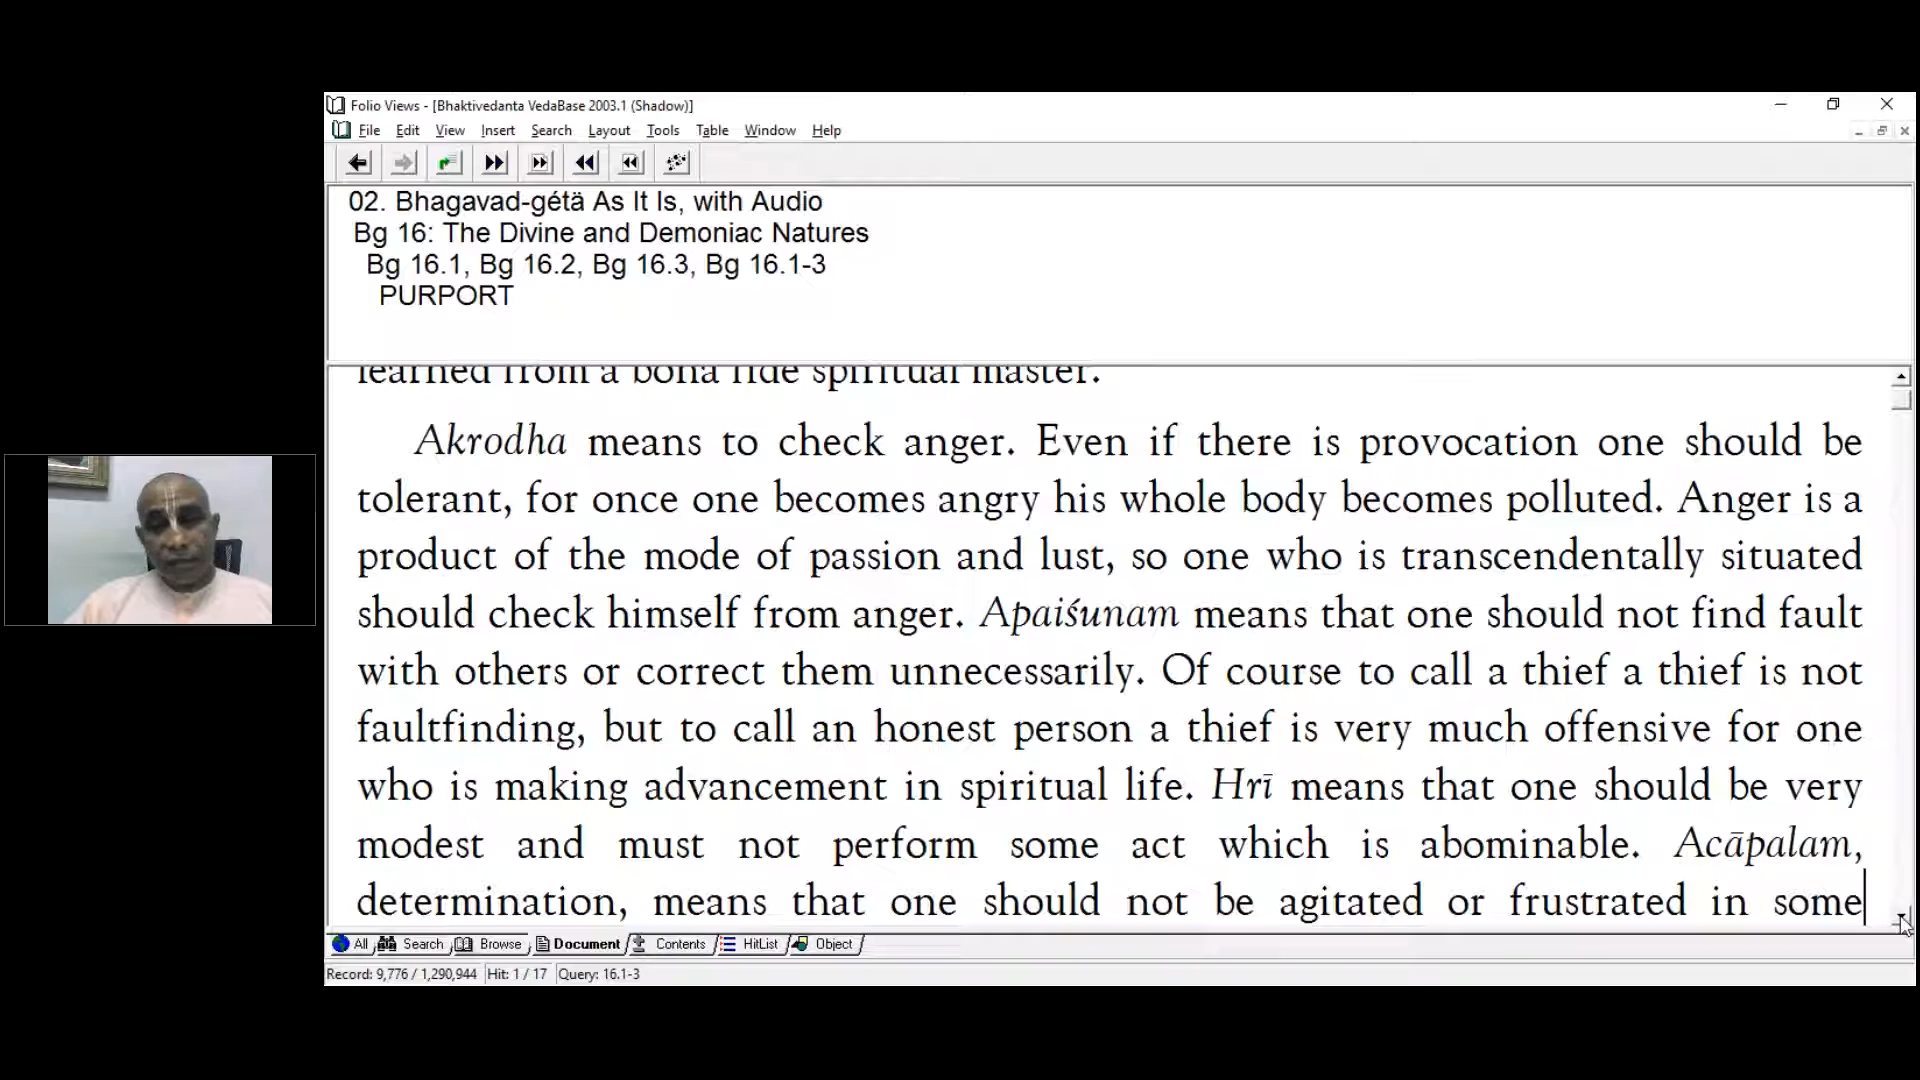 Folio Views - [Bhaktivedanta VedaBase 2003.1 (Shadow)]
File Edit View Insert Search Layout Tools Table Window Help
02. Bhagavad-gétä As It Is, with Audio
Bg 16: The Divine and Demoniac Natures
Bg 16.1, Bg 16.2, Bg 16.3, Bg 16.1-3
PURPORT
learned from a bona fide spiritual master.
Akrodha means to check anger. Even if there is provocation one should be
tolerant, for once one becomes angry his whole body becomes polluted. Anger is a
product of the mode of passion and lust, so one who is transcendentally situated
should check himself from anger. Apaiśunam means that one should not find fault
with others or correct them unnecessarily. Of course to call a thief a thief is not
faultfinding, but to call an honest person a thief is very much offensive for one
who is making advancement in spiritual life. Hrī means that one should be very
modest and must not perform some act which is abominable. Acāpalam,
determination, means that one should not be agitated or frustrated in some
All Search Browse Document Contents HitList Object
Record: 9,776 / 1,290,944 Hit: 1 / 17 Query: 16.1-3